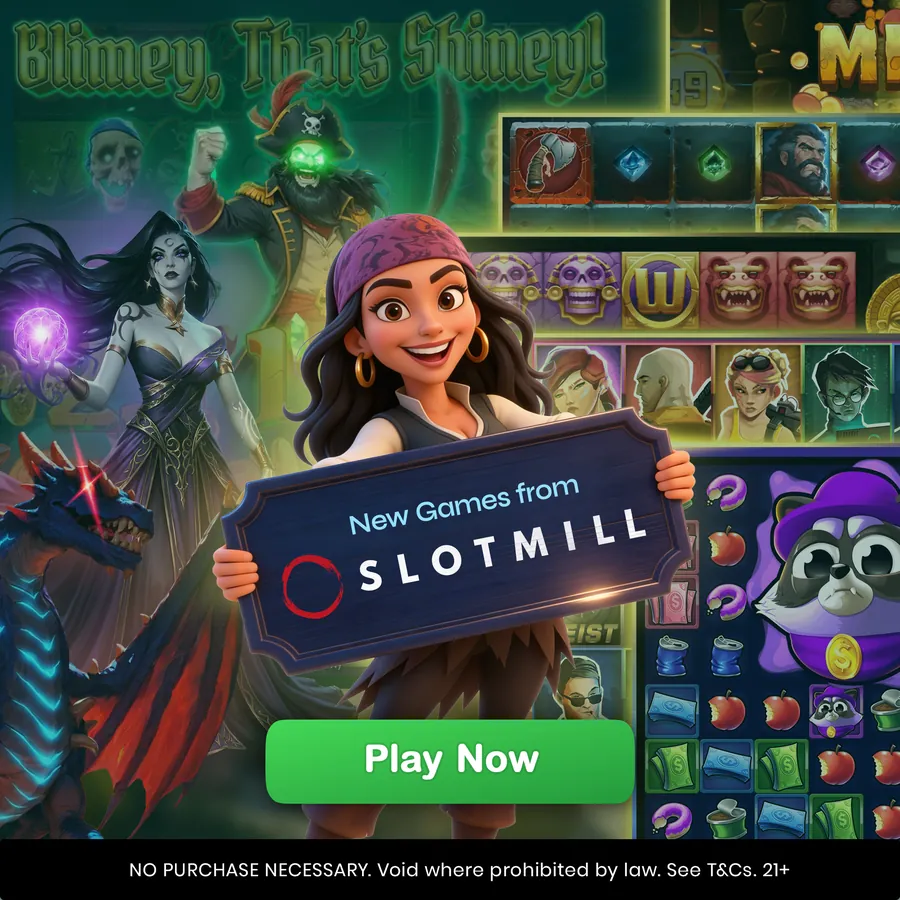 Blimey, That's Shiney!
W
New Games from
SLOTMILL
EIST
Play Now
NO PURCHASE NECESSARY. Void where prohibited by law. See T&Cs. 21+